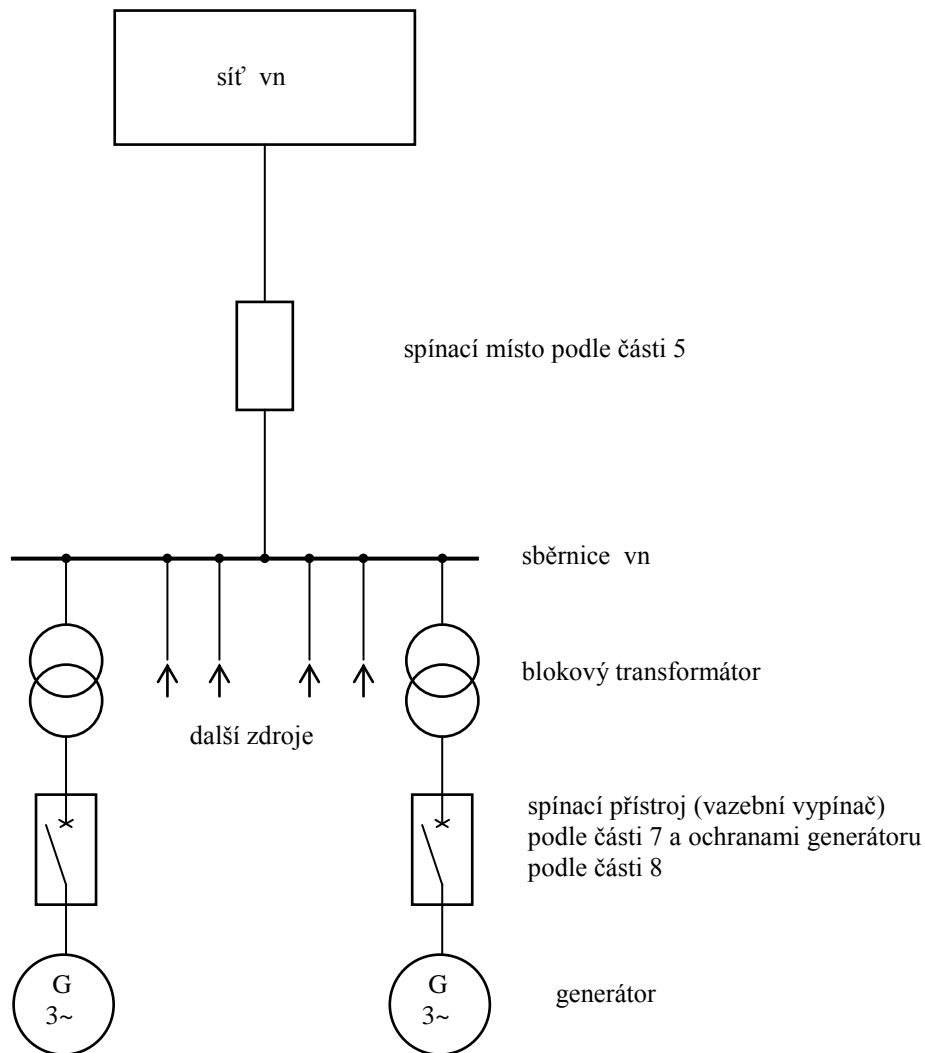 síť vn
spínací místo podle části 5
sběrnice vn
blokový transformátor
další zdroje
spínací přístroj (vazební vypínač)
podle části 7 a ochranami generátoru
podle části 8
G
3~
G
3~
generátor